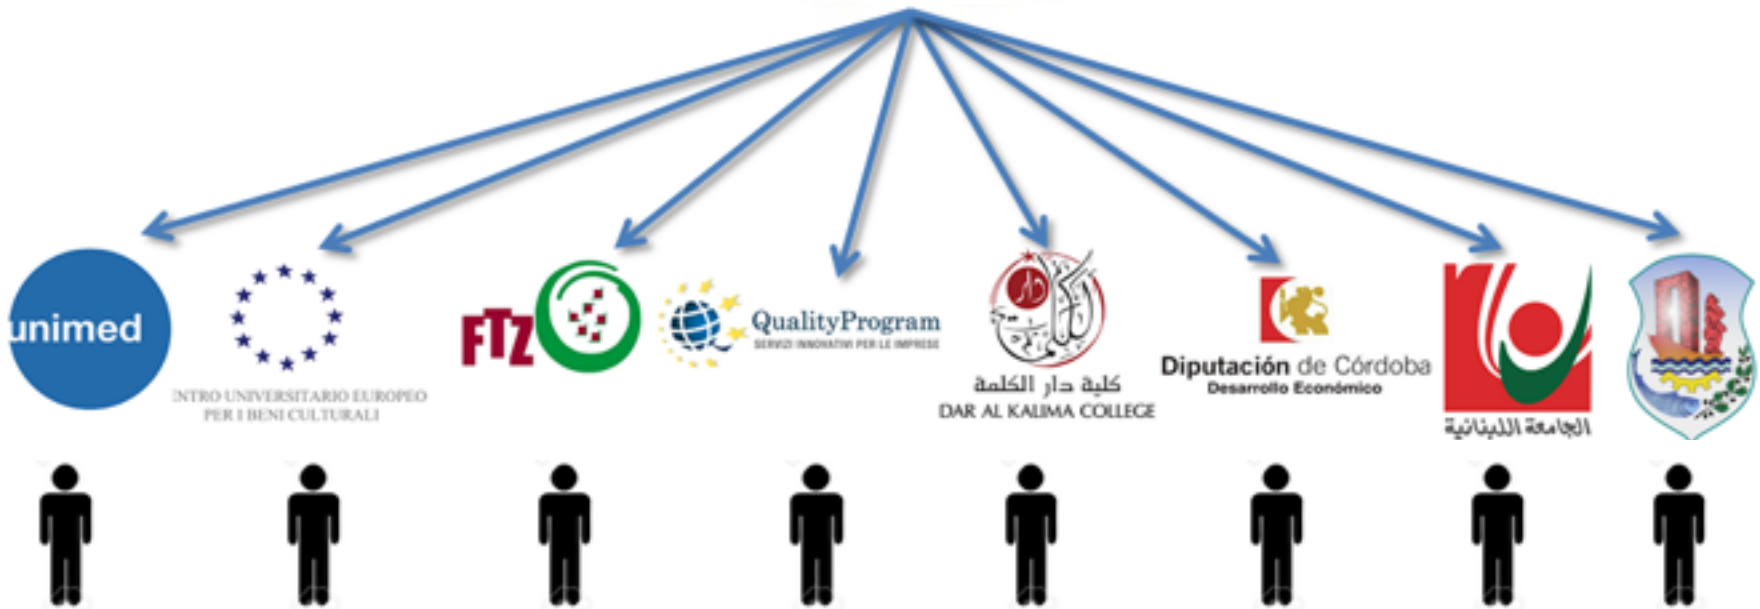 unimed
NTRO UNIVERSITARIO EUROPEO
PER I BENI CULTURALI
FTZ
QualityProgram
SERVIZI INNOVATIVI PER LE IMPRESE
دار
كلية دار الكلمة
DAR AL KALIMA COLLEGE
Diputación de Córdoba
Desarrollo Económico
الجامعة اللبنانية